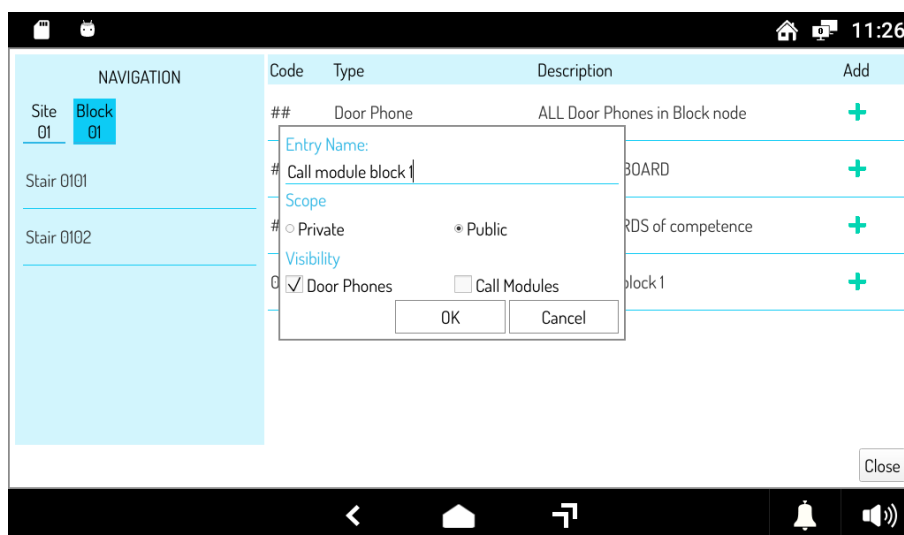 11:26
NAVIGATION
Site 01
Block 01
Stair 0101
Stair 0102
Code Type Description Add
## Door Phone ALL Door Phones in Block node
#
#
0
Entry Name:
Call module block 1
Scope
Private Public
Visibility
Door Phones Call Modules
OK Cancel
of competence
block 1
Close